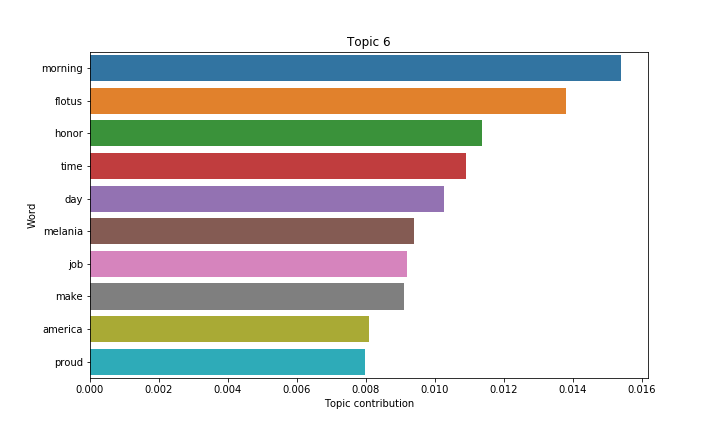 Topic 6
morning
flotus
honor
time
day
melania
job
make
america
proud
Word
0.000 0.002 0.004 0.006 0.008 0.010 0.012 0.014 0.016
Topic contribution